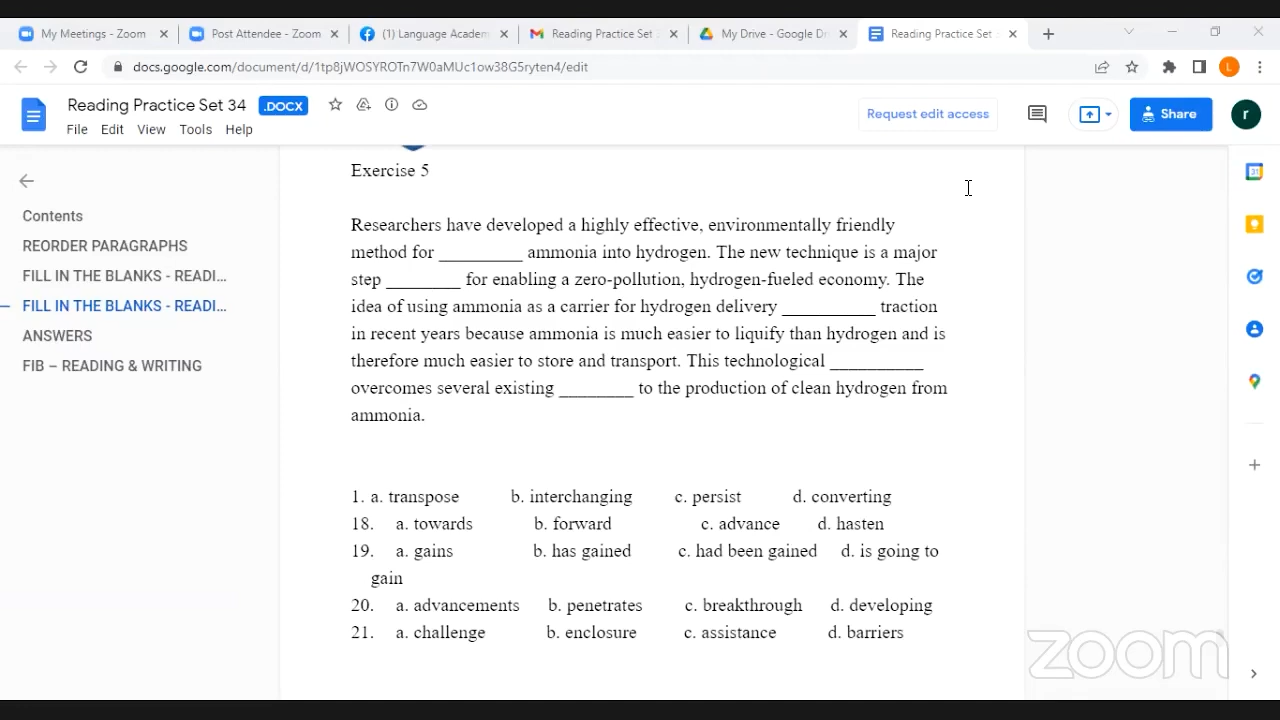 My Meetings - Zoom
Post Attendee - Zoom
(1) Language Academ
Reading Practice Set
My Drive - Google Dri
Reading Practice Set
docs.google.com/document/d/1tp8jWOSYROTn7W0aMUc1ow38G5ryten4/edit
L
Reading Practice Set 34 .DOCX
File Edit View Tools Help
Request edit access
Share
r
31
Contents
REORDER PARAGRAPHS
FILL IN THE BLANKS - READI...
FILL IN THE BLANKS - READI...
ANSWERS
FIB – READING & WRITING
Exercise 5
Researchers have developed a highly effective, environmentally friendly
method for _________ ammonia into hydrogen. The new technique is a major
step ________ for enabling a zero-pollution, hydrogen-fueled economy. The
idea of using ammonia as a carrier for hydrogen delivery __________ traction
in recent years because ammonia is much easier to liquify than hydrogen and is
therefore much easier to store and transport. This technological __________
overcomes several existing ________ to the production of clean hydrogen from
ammonia.
1. a. transpose b. interchanging c. persist d. converting
18. a. towards b. forward c. advance d. hasten
19. a. gains b. has gained c. had been gained d. is going to
gain
20. a. advancements b. penetrates c. breakthrough d. developing
21. a. challenge b. enclosure c. assistance d. barriers
zoom